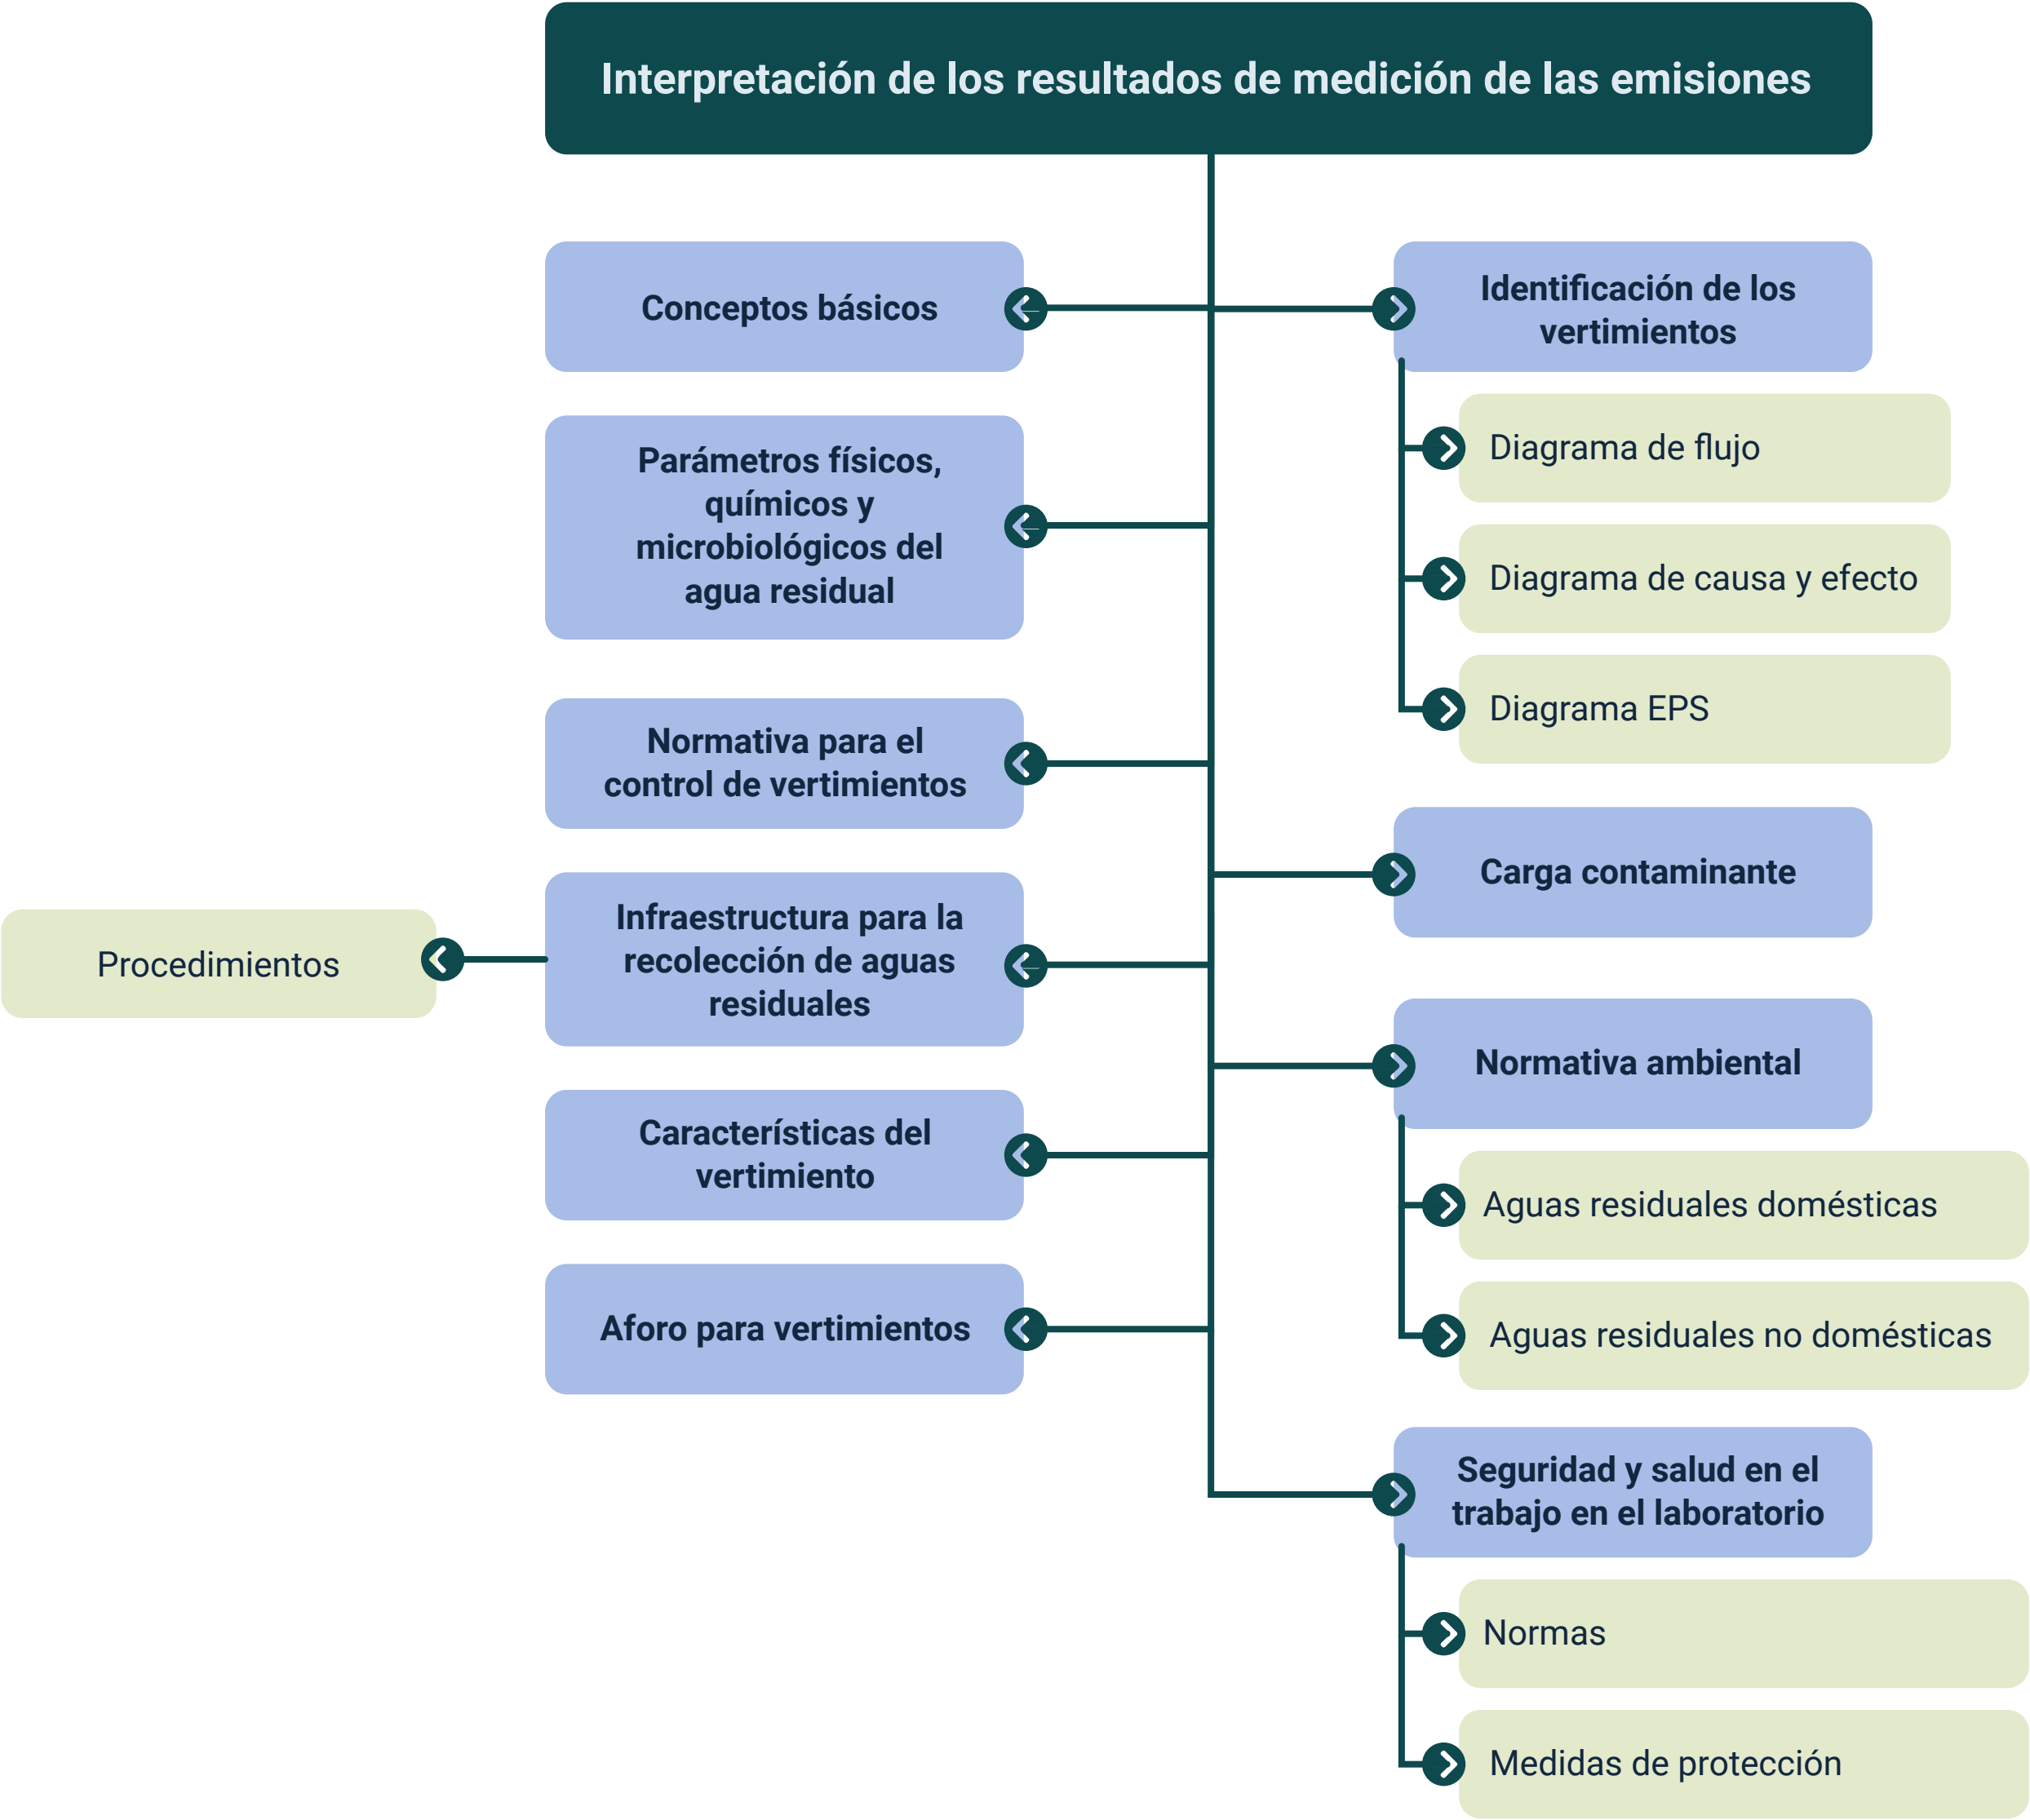 Interpretación de los resultados de medición de las emisiones
Conceptos básicos
Parámetros físicos,
químicos y
microbiológicos del
agua residual
Normativa para el
control de vertimientos
Infraestructura para la
recolección de aguas
residuales
Procedimientos
Características del
vertimiento
Aforo para vertimientos
Identificación de los
vertimientos
Diagrama de flujo
Diagrama de causa y efecto
Diagrama EPS
Carga contaminante
Normativa ambiental
Aguas residuales domésticas
Aguas residuales no domésticas
Seguridad y salud en el
trabajo en el laboratorio
Normas
Medidas de protección